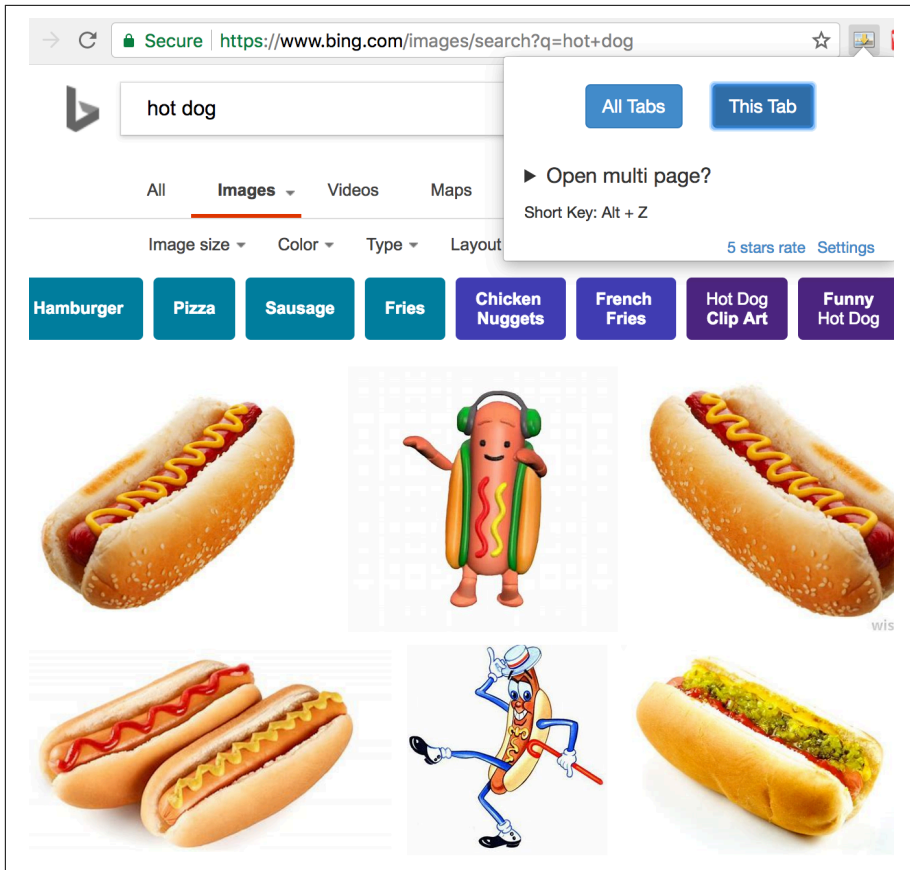 Secure https://www.bing.com/images/search?q=hot+dog
hot dog
All Tabs This Tab
Open multi page?
Short Key: Alt + Z
5 stars rate Settings
All Images Videos Maps
Image size Color Type Layout
Hamburger
Pizza
Sausage
Fries
Chicken
Nuggets
French
Fries
Hot Dog
Clip Art
Funny
Hot Dog
wis